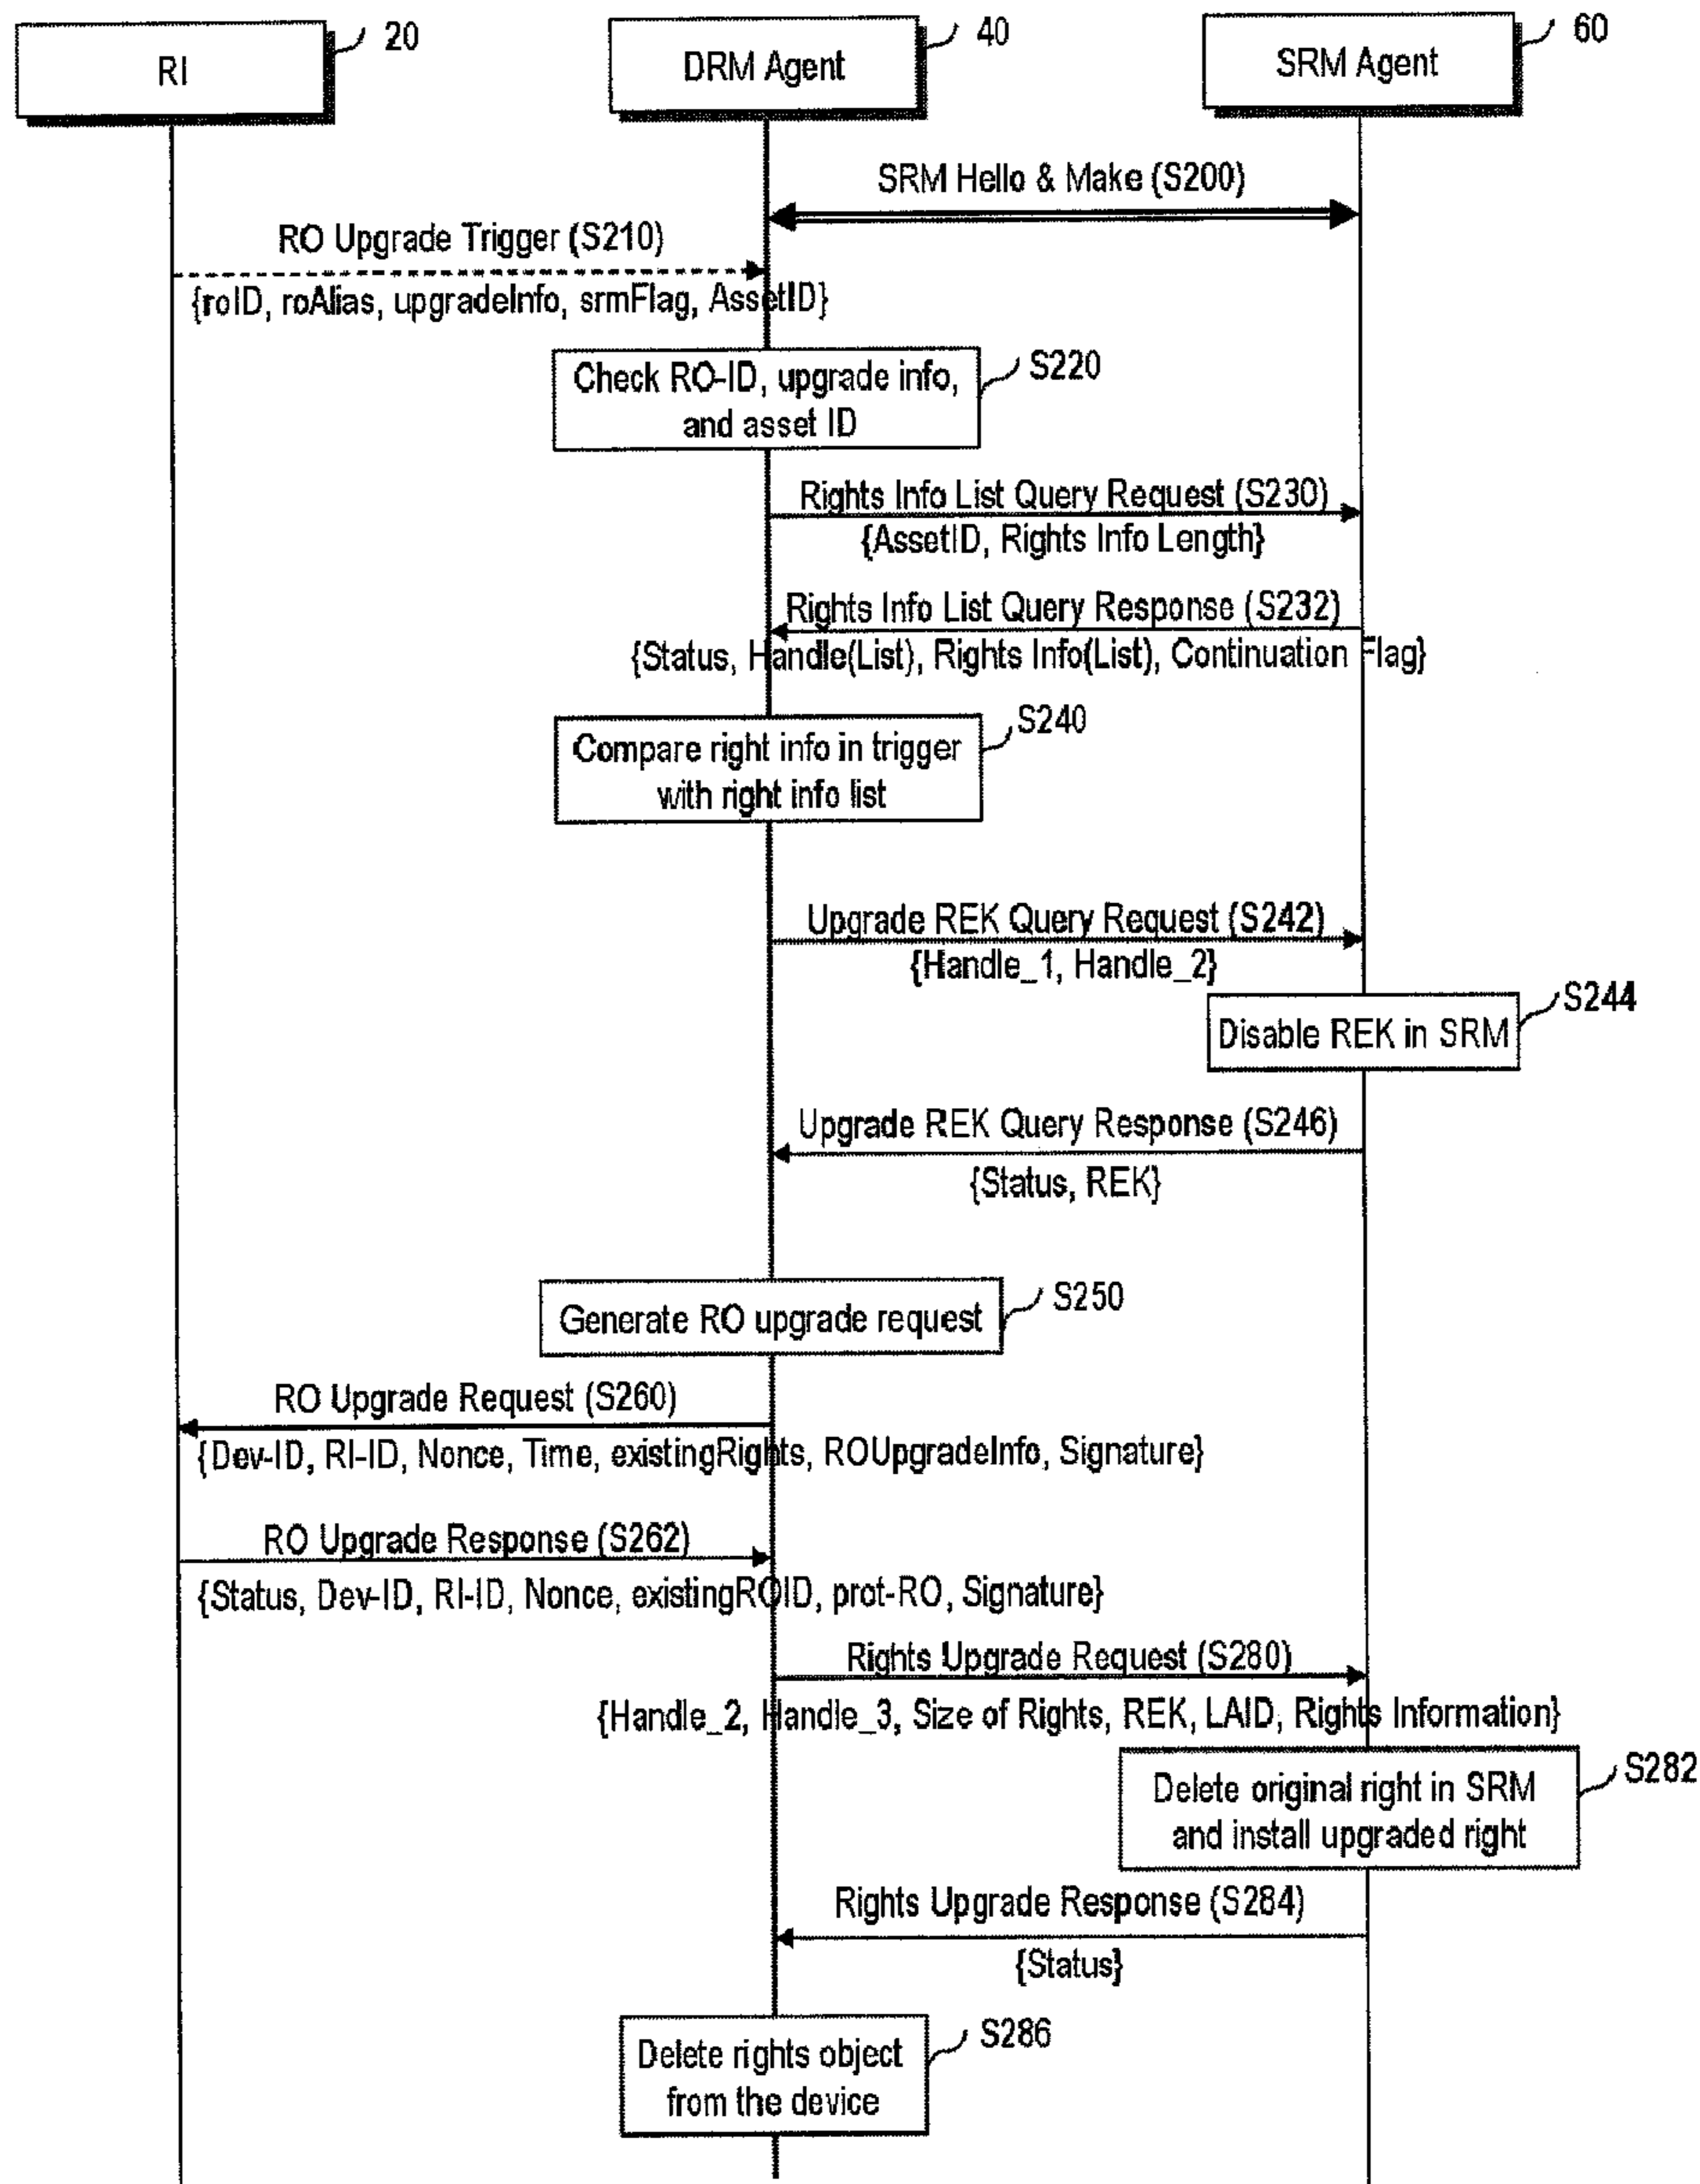 RI
20
DRM Agent
40
SRM Agent
60
SRM Hello & Make (S200)
RO Upgrade Trigger (S210)
{roID, roAlias, upgradeInfo, srmFlag, AssetID}
Check RO-ID, upgrade info,
and asset ID
S220
Rights Info List Query Request (S230)
{AssetID, Rights Info Length}
Rights Info List Query Response (S232)
{Status, Handle(List), Rights Info(List), Continuation Flag}
Compare right info in trigger
with right info list
S240
Upgrade REK Query Request (S242)
{Handle_1, Handle_2}
Disable REK in SRM
S244
Upgrade REK Query Response (S246)
{Status, REK}
Generate RO upgrade request
S250
RO Upgrade Request (S260)
{Dev-ID, RI-ID, Nonce, Time, existingRights, ROUpgradeInfo, Signature}
RO Upgrade Response (S262)
{Status, Dev-ID, RI-ID, Nonce, existingROID, prot-RO, Signature}
Rights Upgrade Request (S280)
{Handle_2, Handle_3, Size of Rights, REK, LAID, Rights Information}
Delete original right in SRM
and install upgraded right
S282
Rights Upgrade Response (S284)
{Status}
Delete rights object
from the device
S286